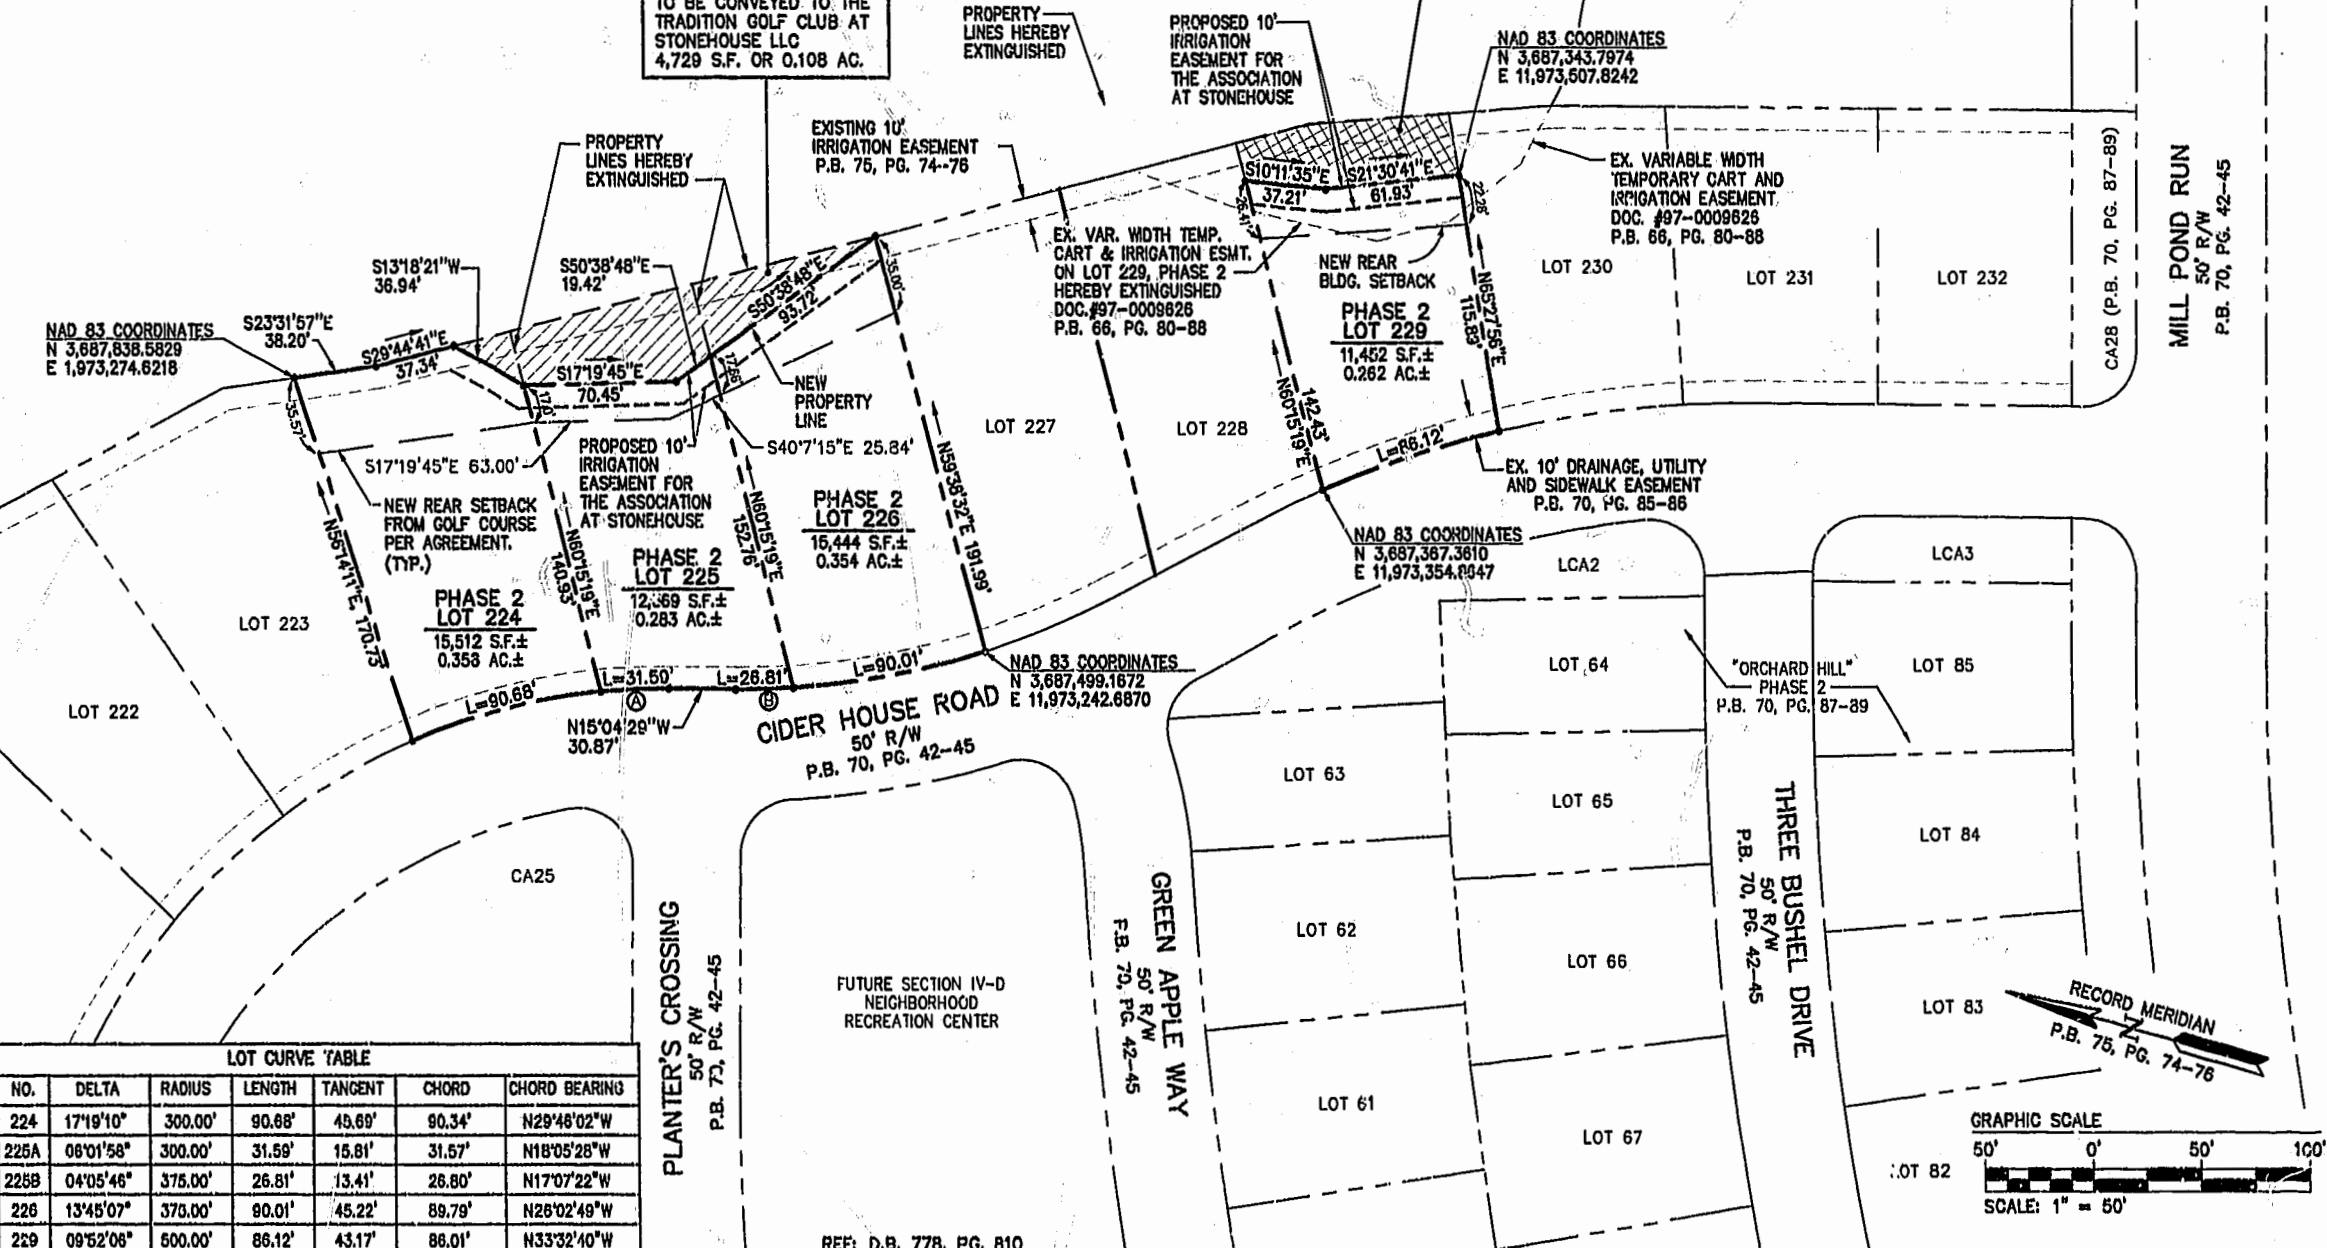 TO BE CONVEYED TO THE
TRADITION GOLF CLUB AT
STONEHOUSE LLC
4,729 S.F. OR 0.108 AC.
PROPERTY
LINES HEREBY
EXTINGUISHED
PROPOSED 10'
IRRIGATION
EASEMENT FOR
THE ASSOCIATION
AT STONEHOUSE
NAD 83 COORDINATES
N 3,687,343.7974
E 11,973,507.8242
PROPERTY
LINES HEREBY
EXTINGUISHED
EXISTING 10'
IRRIGATION EASEMENT
P.B. 75, PG. 74-76
S10°11'35"E
37.21'
S21°30'41"E
61.93'
26.41'
22.28'
EX. VARIABLE WIDTH
TEMPORARY CART AND
IRRIGATION EASEMENT
DOC. #97-0009626
P.B. 66, PG. 80-88
CA28 (P.B. 70, PG. 87-89)
MILL POND RUN
50' R/W
P.B. 70, PG. 42-45
S13°18'21"W
36.94'
S50°38'48"E
19.42'
S50°38'48"E
93.72'
35.00'
EX. VAR. WIDTH TEMP.
CART & IRRIGATION ESMT.
ON LOT 229, PHASE 2
HEREBY EXTINGUISHED
DOC.#97-0009626
P.B. 66, PG. 80-88
NEW REAR
BLDG. SETBACK
PHASE 2
LOT 229
11,452 S.F.±
0.262 AC.±
N65°27'56"E
115.83'
LOT 230
LOT 231
LOT 232
NAD 83 COORDINATES
N 3,687,838.5829
E 1,973,274.6218
S23°31'57"E
38.20'
S29°44'41"E
37.34'
S17°19'45"E
70.45'
17.66'
NEW
PROPERTY
LINE
35.57'
S17°19'45"E 63.00'
S40°7'15"E 25.84'
PROPOSED 10'
IRRIGATION
EASEMENT FOR
THE ASSOCIATION
AT STONEHOUSE
NEW REAR SETBACK
FROM GOLF COURSE
PER AGREEMENT.
(TYP.)
LOT 227
LOT 228
142.43'
N60°15'19"E
L=86.12'
EX. 10' DRAINAGE, UTILITY
AND SIDEWALK EASEMENT
P.B. 70, PG. 85-86
N56°14'11"E, 170.73'
N60°15'19"E
140.93'
N60°15'19"E
152.76'
N59°36'32"E 191.99'
PHASE 2
LOT 226
15,444 S.F.±
0.354 AC.±
PHASE 2
LOT 225
S.F.±
0.283 AC.±
PHASE 2
LOT 224
15,512 S.F.±
AC.±
LOT 223
LOT 222
NAD 83 COORDINATES
N 3,687,367.3610
E
LCA2
LCA3
L=90.68'
L=31.50'
L=26.81'
L=90.01'
A
B
N15°04'29"W
30.87'
NAD 83 COORDINATES
N 3,687,499.1672
E 11,973,242.6870
CIDER HOUSE ROAD
50' R/W
P.B. 70, PG. 42-45
LOT 64
"ORCHARD HILL"
PHASE 2
P.B. 70, PG. 87-89
LOT 85
LOT 63
LOT 65
LOT 84
CA25
PLANTER'S CROSSING
50' R/W
P.B. 70, PG. 42-45
FUTURE SECTION IV-D
NEIGHBORHOOD
RECREATION CENTER
GREEN APPLE WAY
50' R/W
P.B. 70, PG. 42-45
LOT 62
LOT 66
THREE BUSHEL DRIVE
50' R/W
P.B. 70, PG. 42-45
LOT 83
LOT 61
LOT 67
LOT 82
RECORD MERIDIAN
N
P.B. 75, PG. 74-76
GRAPHIC SCALE
50' 0' 50' 100'
SCALE: 1" = 50'
LOT CURVE TABLE
NO. DELTA RADIUS LENGTH TANGENT CHORD CHORD BEARING
224 17°19'10" 300.00' 90.68' 45.69' 90.34' N29°46'02"W
225A 06°01'58" 300.00' 31.59' 15.81' 31.57' N18°05'28"W
225B 04°05'46" 375.00' 26.81' 13.41' 26.80' N17°07'22"W
226 13°45'07" 375.00' 90.01' 45.22' 89.79' N26°02'49"W
229 09°52'06" 500.00' 86.12' 43.17' 86.01' N33°32'40"W
REF: D.B. 778, PG. 810